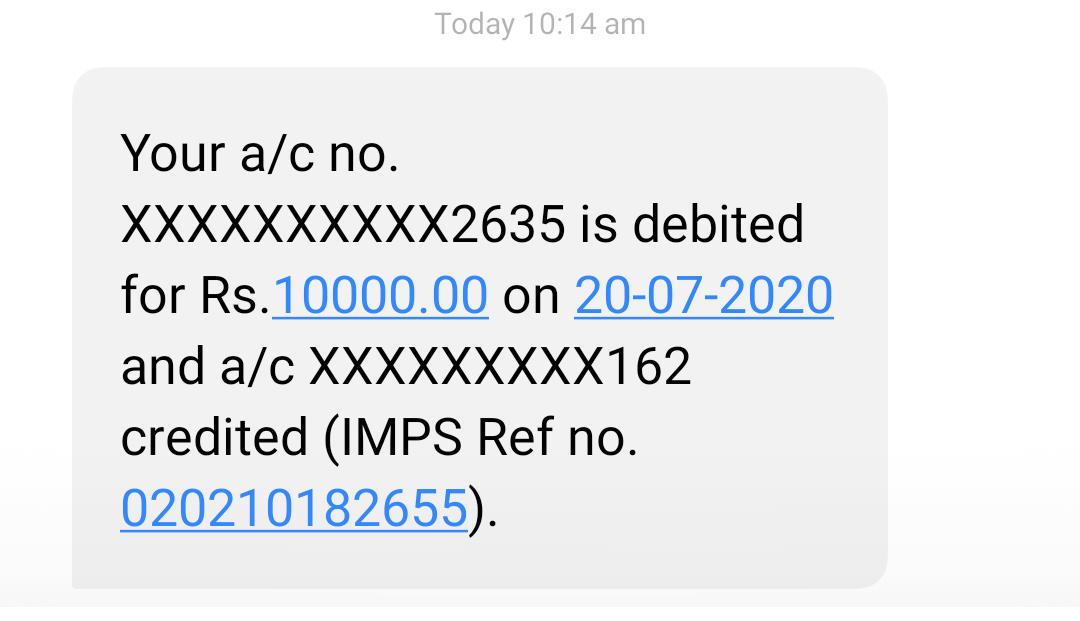 Today 10:14 am
Your a/c no.
XXXXXXXXXX2635 is debited
for Rs.10000.00 on 20-07-2020
and a/c XXXXXXXXX162
credited (IMPS Ref no.
020210182655).